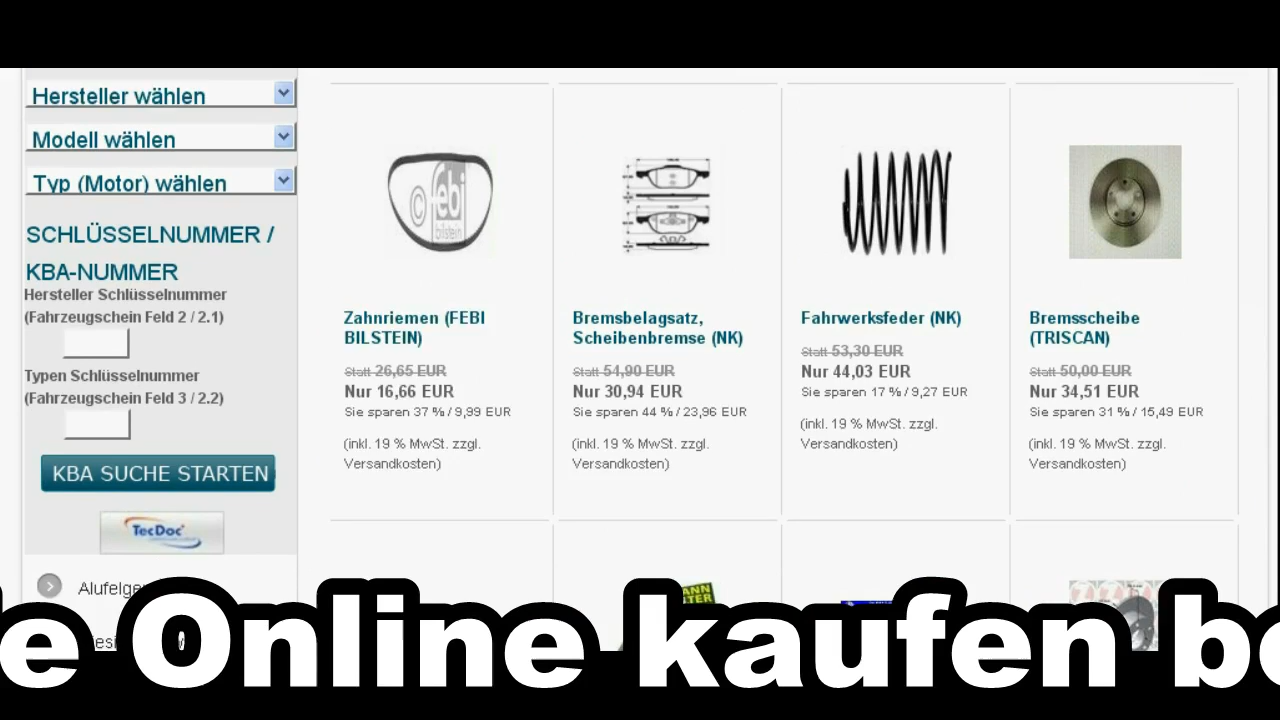 Hersteller wählen
Modell wählen
Typ (Motor) wählen
SCHLÜSSELNUMMER /
KBA-NUMMER
Hersteller Schlüsselnummer
(Fahrzeugschein Feld 2 / 2.1)
Typen Schlüsselnummer
(Fahrzeugschein Feld 3 / 2.2)
KBA SUCHE STARTEN
TecDoc
© febi
bilstein
Zahnriemen (FEBI
BILSTEIN)
Statt 26,65 EUR
Nur 16,66 EUR
Sie sparen 37 % / 9,99 EUR
(inkl. 19 % MwSt. zzgl.
Versandkosten)
Bremsbelagsatz,
Scheibenbremse (NK)
Statt 54,90 EUR
Nur 30,94 EUR
Sie sparen 44 % / 23,96 EUR
(inkl. 19 % MwSt. zzgl.
Versandkosten)
Fahrwerksfeder (NK)
Statt 53,30 EUR
Nur 44,03 EUR
Sie sparen 17 % / 9,27 EUR
(inkl. 19 % MwSt. zzgl.
Versandkosten)
Bremsscheibe
(TRISCAN)
Statt 50,00 EUR
Nur 34,51 EUR
Sie sparen 31 % / 15,49 EUR
(inkl. 19 % MwSt. zzgl.
Versandkosten)
e Online kaufen be